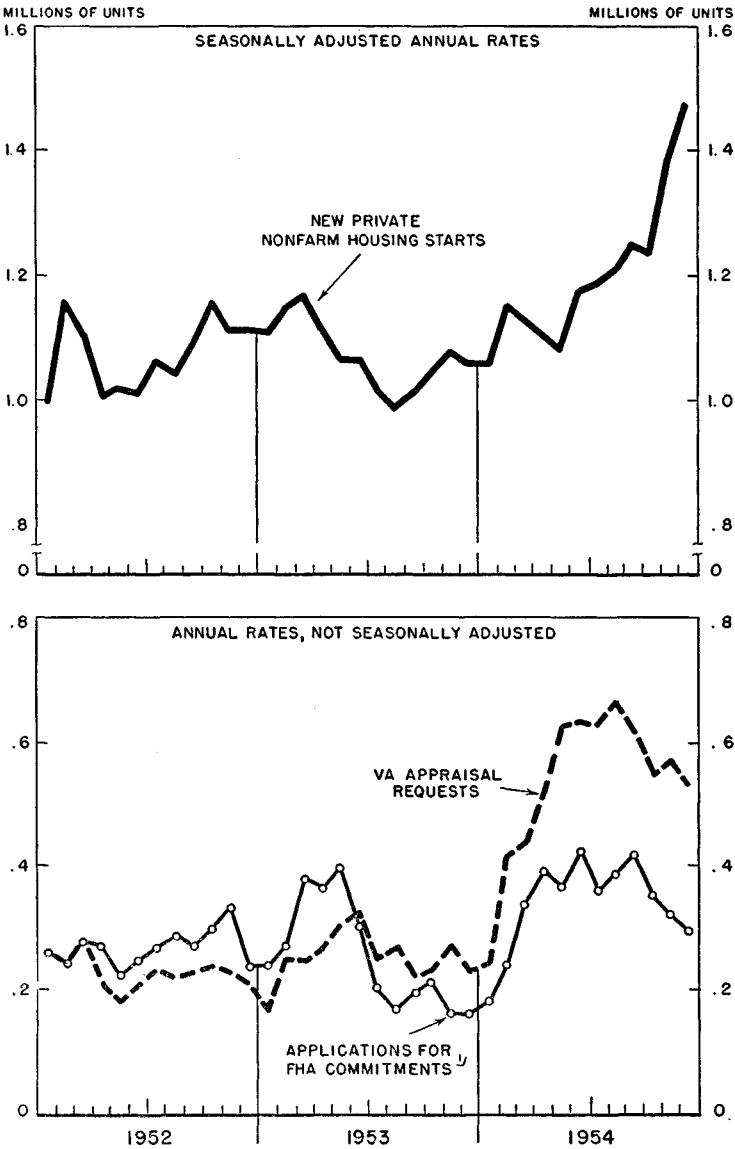 MILLIONS OF UNITS MILLIONS OF UNITS
1.6 1.6
SEASONALLY ADJUSTED ANNUAL RATES
1.4 1.4
NEW PRIVATE
NONFARM HOUSING STARTS
1.2 1.2
1.0 1.0
.8 .8
0 0
.8 .8
ANNUAL RATES, NOT SEASONALLY ADJUSTED
.6 .6
VA APPRAISAL
REQUESTS
.4 .4
.2 .2
APPLICATIONS FOR
FHA COMMITMENTS 1/
0 0
1952 1953 1954